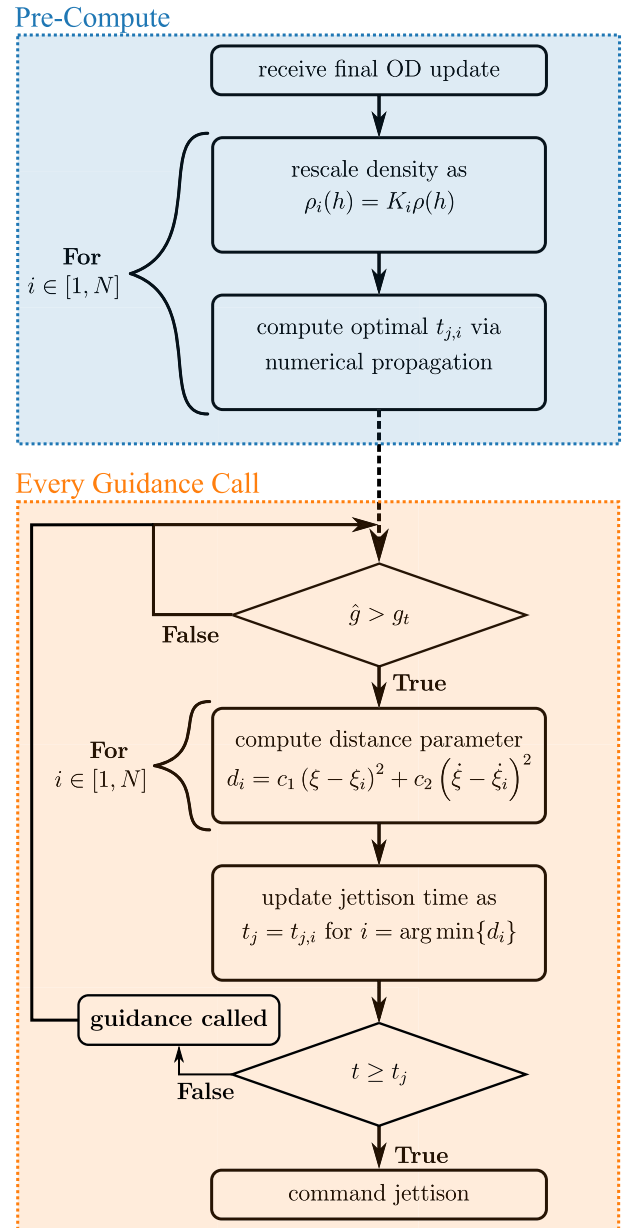 Pre-Compute
receive final OD update
rescale density as
ρᵢ(h) = Kᵢρ(h)
For
i ∈ [1, N]
compute optimal t_{j,i} via
numerical propagation
Every Guidance Call
ĝ > g_t
False
True
For
i ∈ [1, N]
compute distance parameter
d_i = c_1 (ξ − ξ_i)^2 + c_2 (ξ̇ − ξ̇_i)^2
update jettison time as
t_j = t_{j,i} for i = arg min{d_i}
guidance called
t ≥ t_j
False
True
command jettison